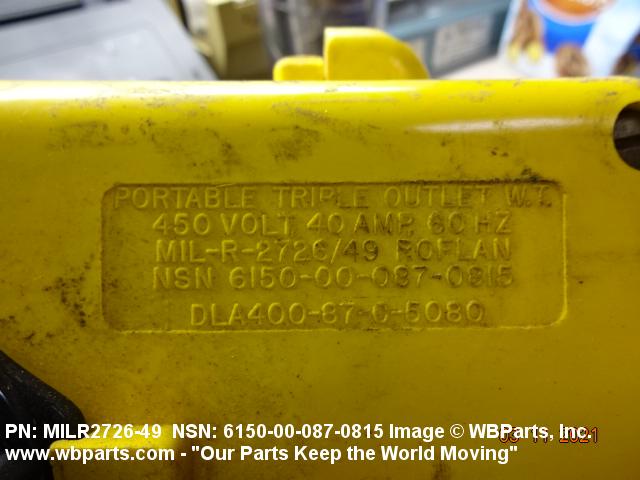 PORTABLE TRIPLE OUTLET W.T.
450 VOLT, 40 AMP, 60 HZ
MIL-R-2726/49 ROFLAN
NSN 6150-00-087-0815
DLA400-87-C-5080
PN: MILR2726-49 NSN: 6150-00-087-0815 Image © WBParts, Inc.
11 2021
www.wbparts.com - "Our Parts Keep the World Moving"